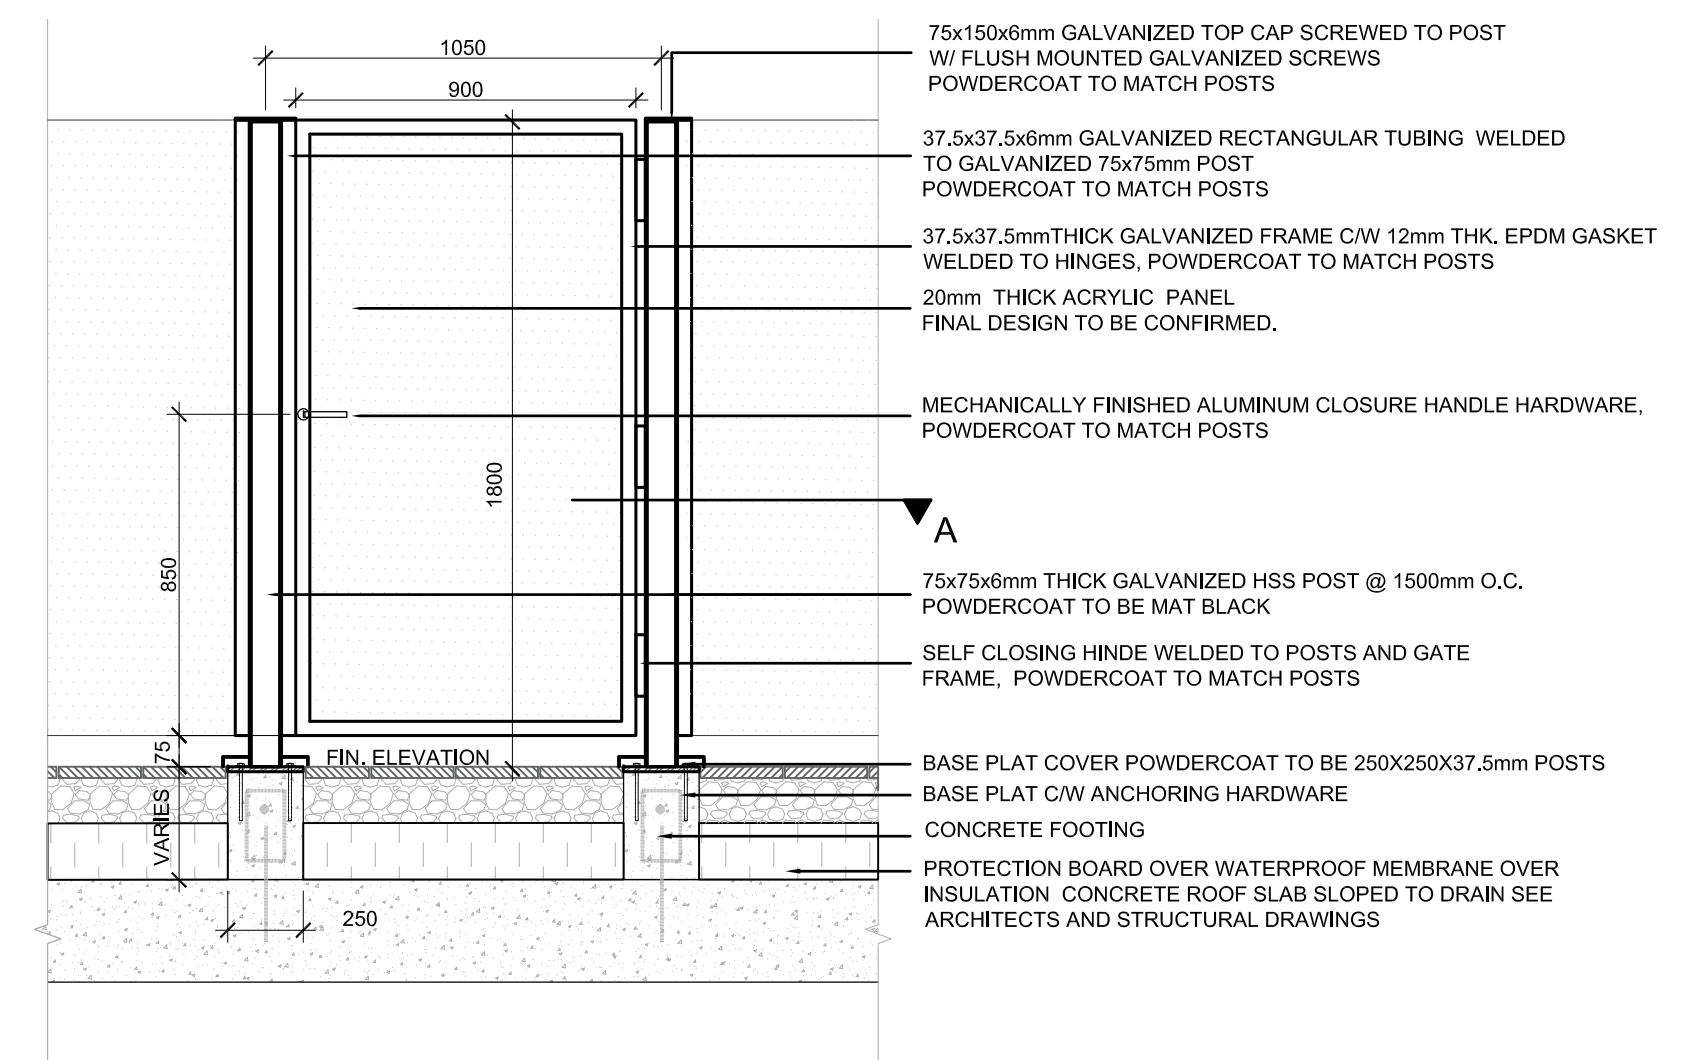 1050
900
1800
850
75
VARIES
250
FIN. ELEVATION
75x150x6mm GALVANIZED TOP CAP SCREWED TO POST
W/ FLUSH MOUNTED GALVANIZED SCREWS
POWDERCOAT TO MATCH POSTS
37.5x37.5x6mm GALVANIZED RECTANGULAR TUBING WELDED
TO GALVANIZED 75x75mm POST
POWDERCOAT TO MATCH POSTS
37.5x37.5mmTHICK GALVANIZED FRAME C/W 12mm THK. EPDM GASKET
WELDED TO HINGES, POWDERCOAT TO MATCH POSTS
20mm THICK ACRYLIC PANEL
FINAL DESIGN TO BE CONFIRMED.
MECHANICALLY FINISHED ALUMINUM CLOSURE HANDLE HARDWARE,
POWDERCOAT TO MATCH POSTS
A
75x75x6mm THICK GALVANIZED HSS POST @ 1500mm O.C.
POWDERCOAT TO BE MAT BLACK
SELF CLOSING HINDE WELDED TO POSTS AND GATE
FRAME, POWDERCOAT TO MATCH POSTS
BASE PLAT COVER POWDERCOAT TO BE 250X250X37.5mm POSTS
BASE PLAT C/W ANCHORING HARDWARE
CONCRETE FOOTING
PROTECTION BOARD OVER WATERPROOF MEMBRANE OVER
INSULATION CONCRETE ROOF SLAB SLOPED TO DRAIN SEE
ARCHITECTS AND STRUCTURAL DRAWINGS